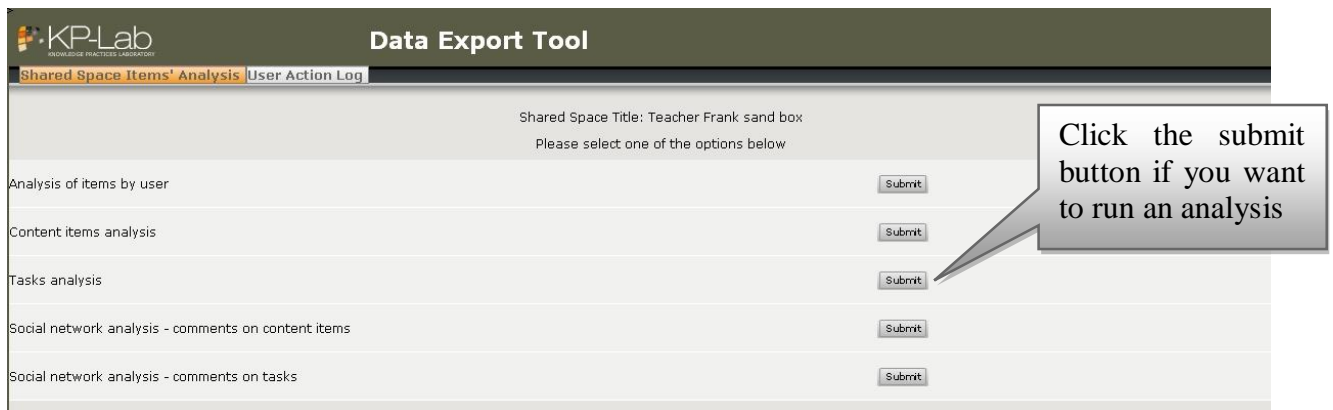 KP-Lab
KNOWLEDGE PRACTICES LABORATORY
Data Export Tool
Shared Space Items' Analysis User Action Log
Shared Space Title: Teacher Frank sand box
Please select one of the options below
Analysis of items by user Submit
Content items analysis Submit
Tasks analysis Submit
Social network analysis - comments on content items Submit
Social network analysis - comments on tasks Submit
Click the submit
button if you want
to run an analysis